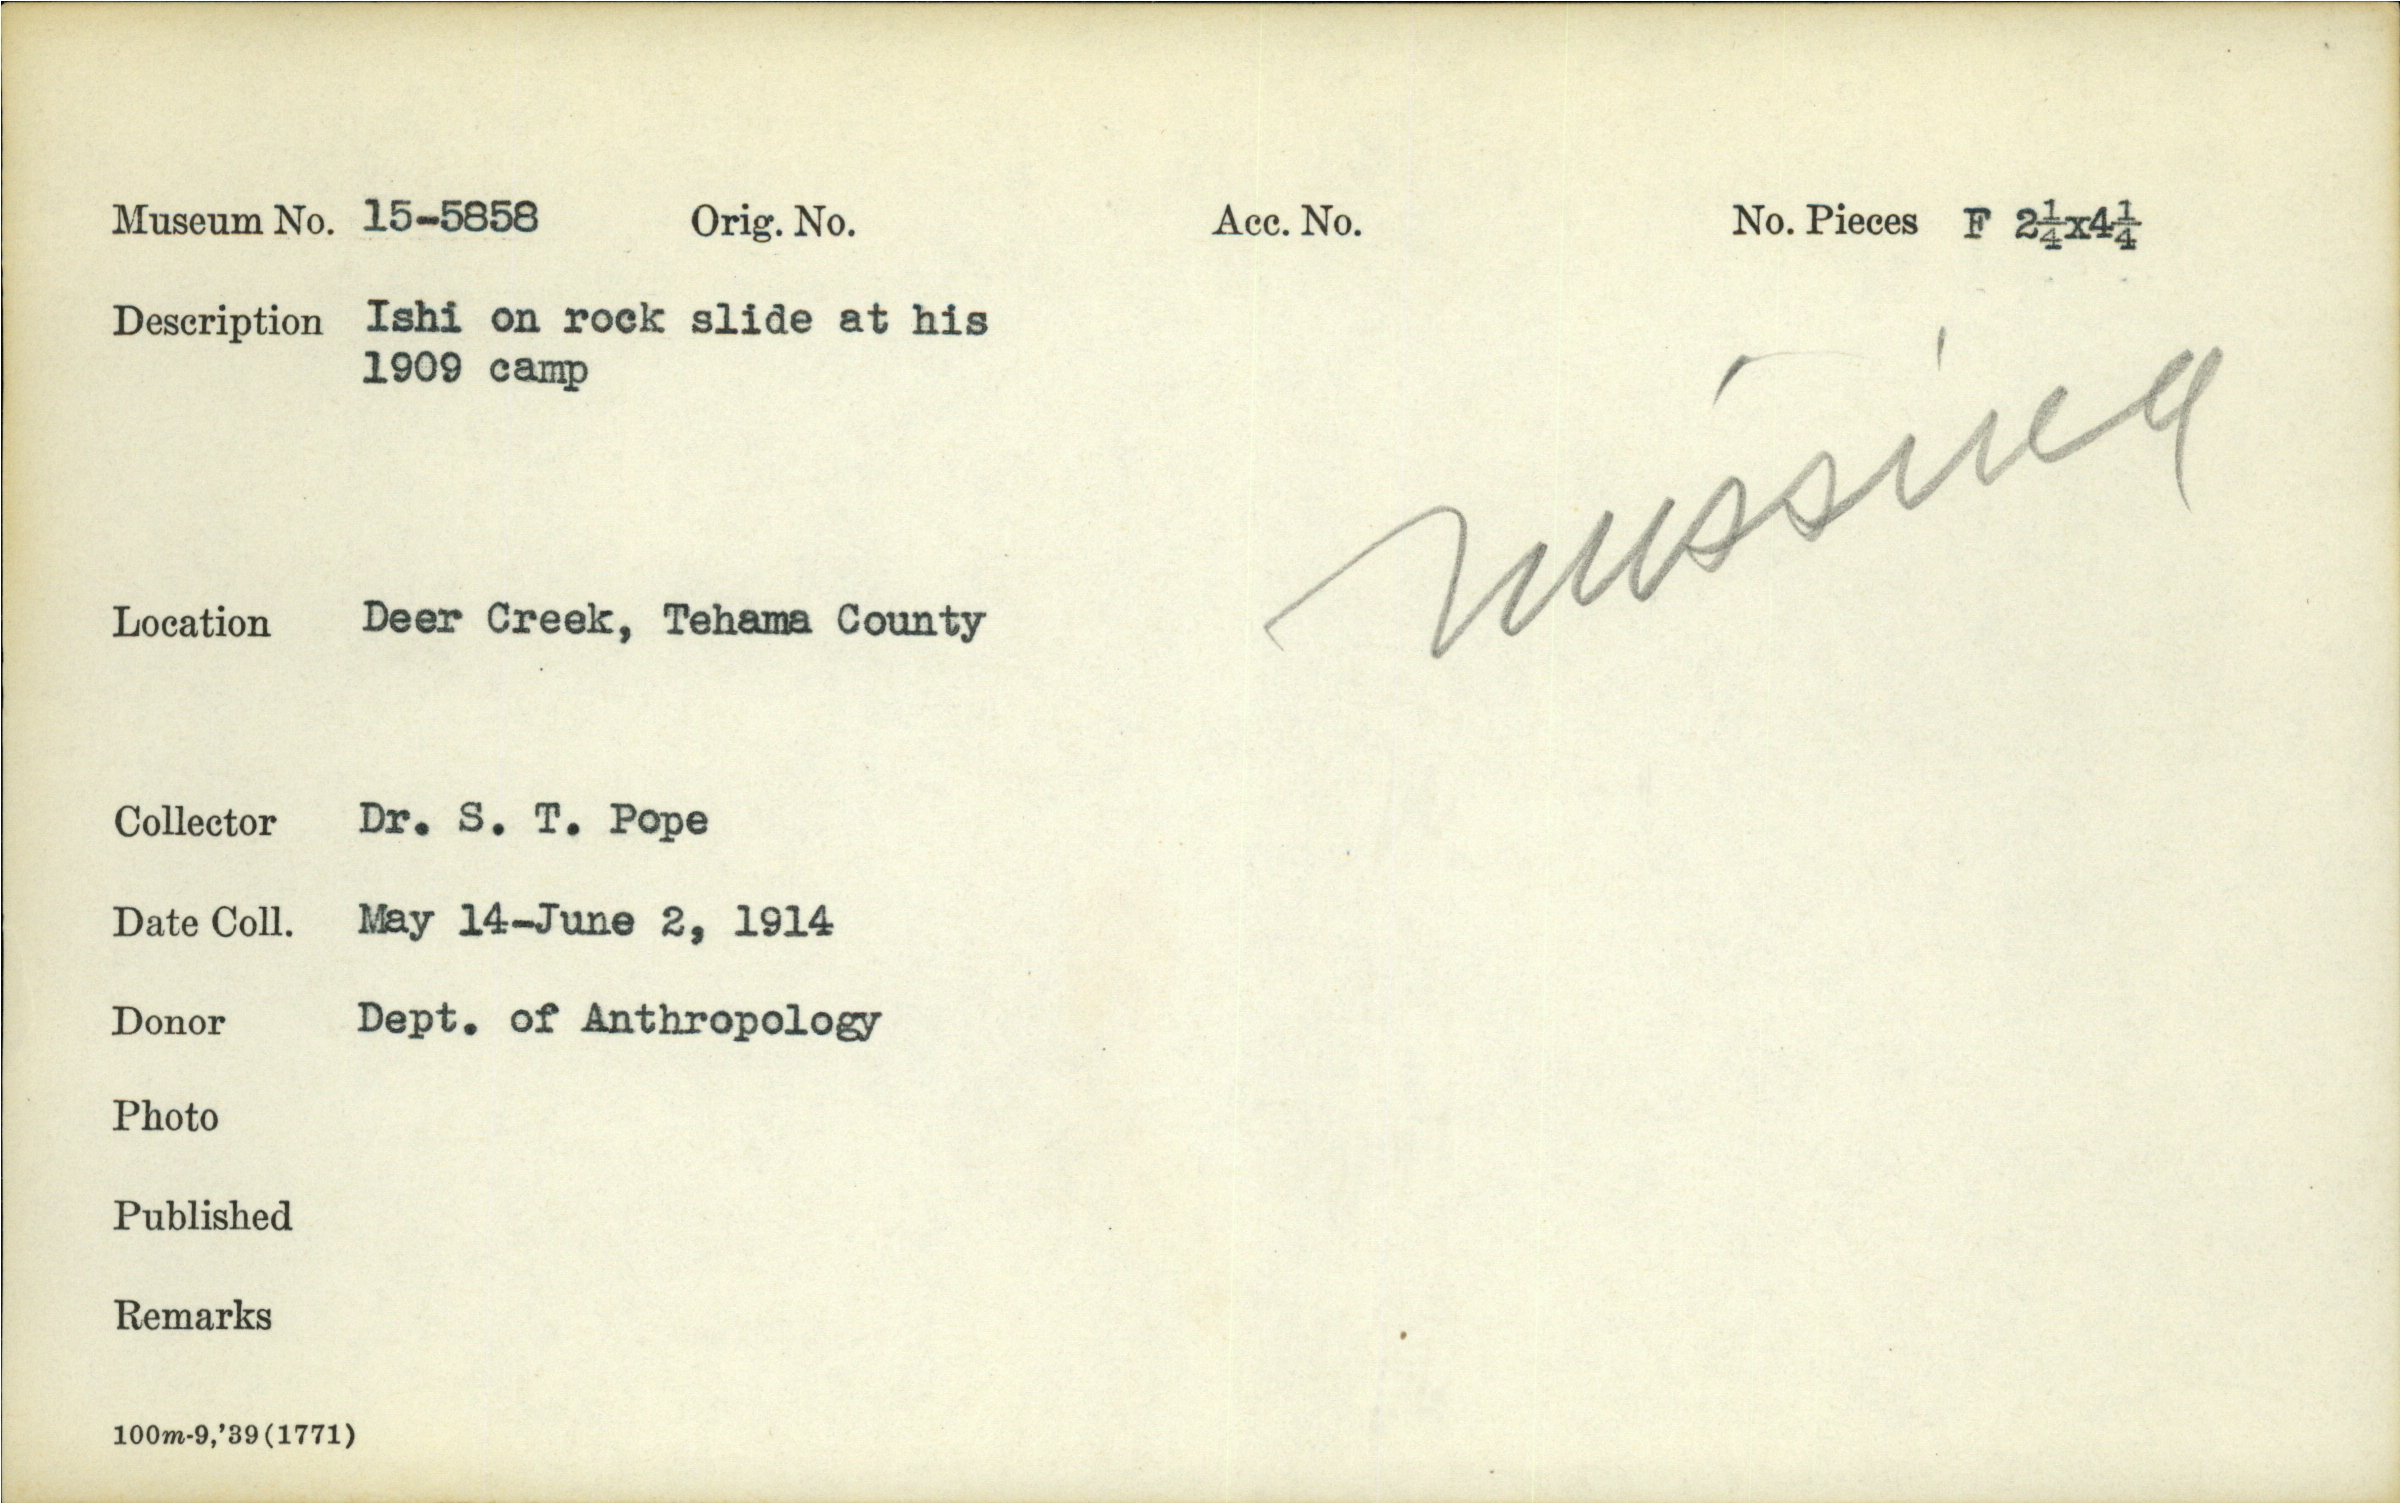 Museum No. 15-5858 Orig. No. Acc. No. No. Pieces F 2¼x4¼
Description Ishi on rock slide at his
1909 camp
missing
Location Deer Creek, Tehama County
Collector Dr. S. T. Pope
Date Coll. May 14-June 2, 1914
Donor Dept. of Anthropology
Photo
Published
Remarks
100m-9,'39(1771)